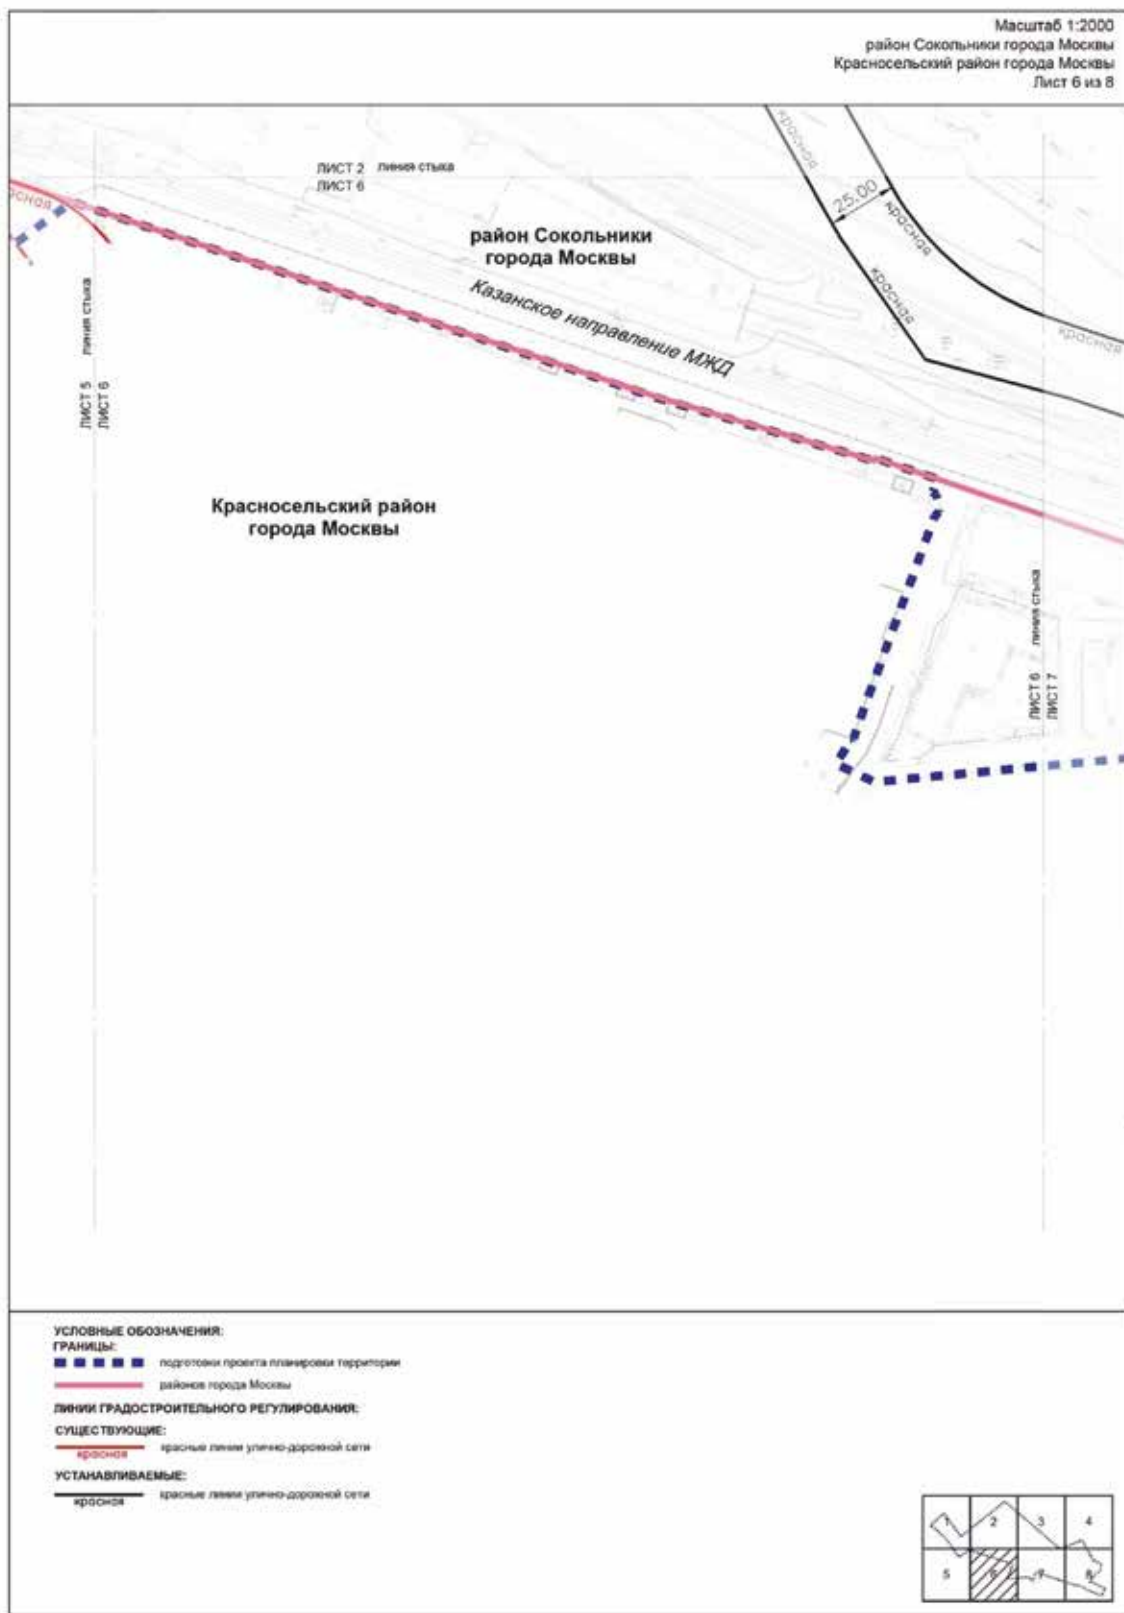 Масштаб 1:2000
район Сокольники города Москвы
Красносельский район города Москвы
Лист 6 из 8
красная
ЛИСТ 2 линия стыка
ЛИСТ 6
25.00
красная
красная
красная
район Сокольники
города Москвы
Казанское направление МЖД
линия стыка
ЛИСТ 5
ЛИСТ 6
Красносельский район
города Москвы
линия стыка
ЛИСТ 6
ЛИСТ 7
УСЛОВНЫЕ ОБОЗНАЧЕНИЯ:
ГРАНИЦЫ:
подготовки проекта планировки территории
районов города Москвы
ЛИНИИ ГРАДОСТРОИТЕЛЬНОГО РЕГУЛИРОВАНИЯ:
СУЩЕСТВУЮЩИЕ:
красная красные линии улично-дорожной сети
УСТАНАВЛИВАЕМЫЕ:
красная красные линии улично-дорожной сети
1 2 3 4
5 6 7 8